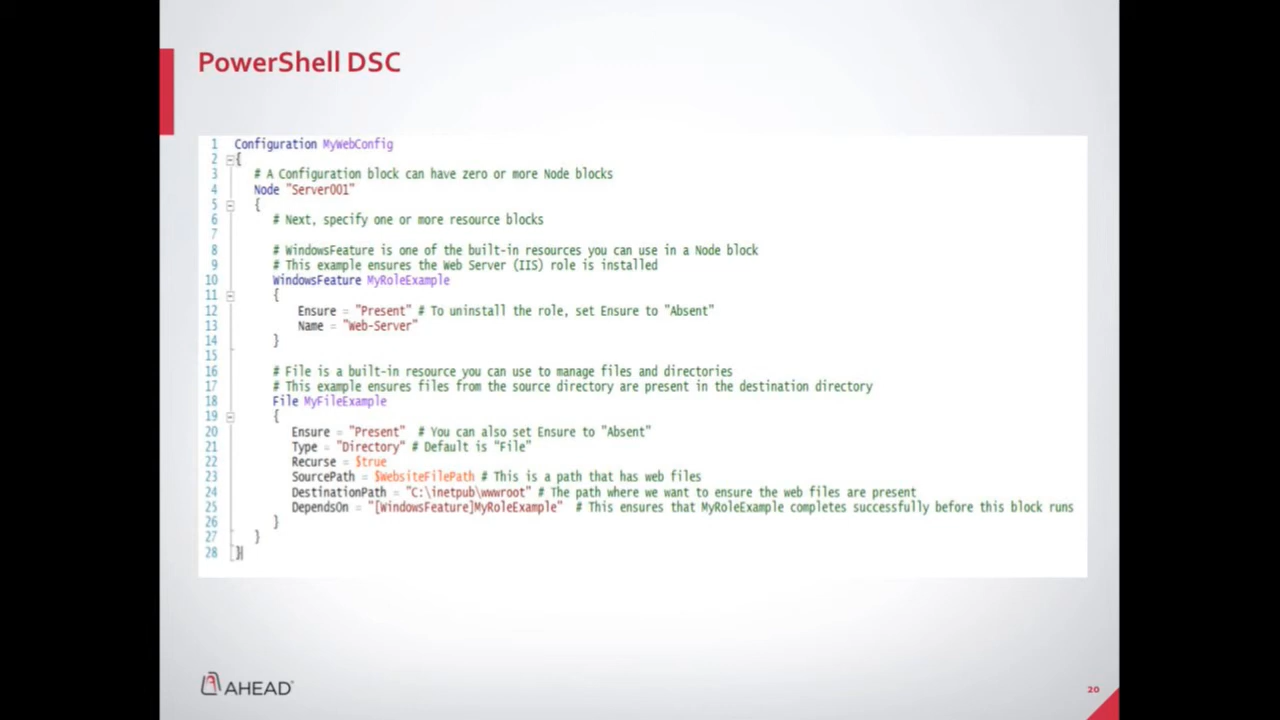 PowerShell DSC
1 Configuration MyWebConfig
2 {
3 # A Configuration block can have zero or more Node blocks
4 Node "Server001"
5 {
6 # Next, specify one or more resource blocks
7
8 # WindowsFeature is one of the built-in resources you can use in a Node block
9 # This example ensures the Web Server (IIS) role is installed
10 WindowsFeature MyRoleExample
11 {
12 Ensure = "Present" # To uninstall the role, set Ensure to "Absent"
13 Name = "Web-Server"
14 }
15
16 # File is a built-in resource you can use to manage files and directories
17 # This example ensures files from the source directory are present in the destination directory
18 File MyFileExample
19 {
20 Ensure = "Present" # You can also set Ensure to "Absent"
21 Type = "Directory" # Default is "File"
22 Recurse = $true
23 SourcePath = $WebsiteFilePath # This is a path that has web files
24 DestinationPath = "C:\inetpub\wwwroot" # The path where we want to ensure the web files are present
25 DependsOn = "[WindowsFeature]MyRoleExample" # This ensures that MyRoleExample completes successfully before this block runs
26 }
27 }
28 }
AHEAD
20